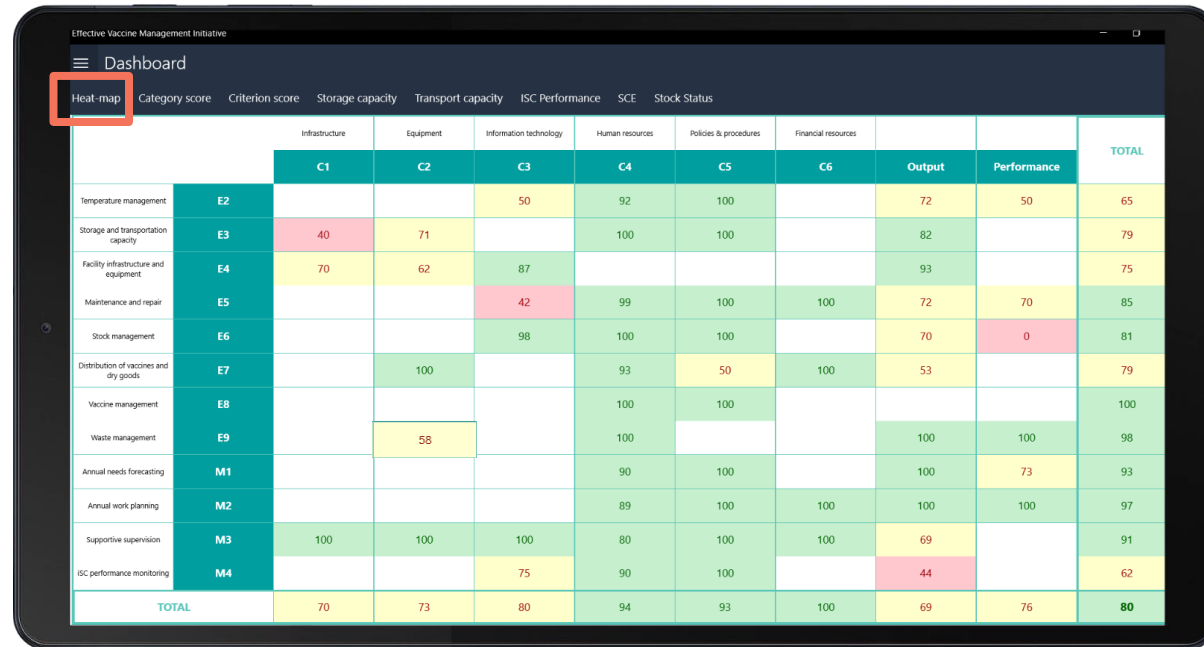 Effective Vaccine Management Initiative
Dashboard
Heat-map Category score Criterion score Storage capacity Transport capacity ISC Performance SCE Stock Status
Infrastructure Equipment Information technology Human resources Policies & procedures Financial resources
TOTAL
C1 C2 C3 C4 C5 C6 Output Performance
Temperature management E2 50 92 100 72 50 65
Storage and transportation
capacity E3 40 71 100 100 82 79
Facility infrastructure and
equipment E4 70 62 87 93 75
Maintenance and repair E5 42 99 100 100 72 70 85
Stock management E6 98 100 100 70 0 81
Distribution of vaccines and
dry goods E7 100 93 50 100 53 79
Vaccine management E8 100 100 100
Waste management E9 58 100 100 100 98
Annual needs forecasting M1 90 100 100 73 93
Annual work planning M2 89 100 100 100 100 97
Supportive supervision M3 100 100 100 80 100 100 69 91
iSC performance monitoring M4 75 90 100 44 62
TOTAL 70 73 80 94 93 100 69 76 80